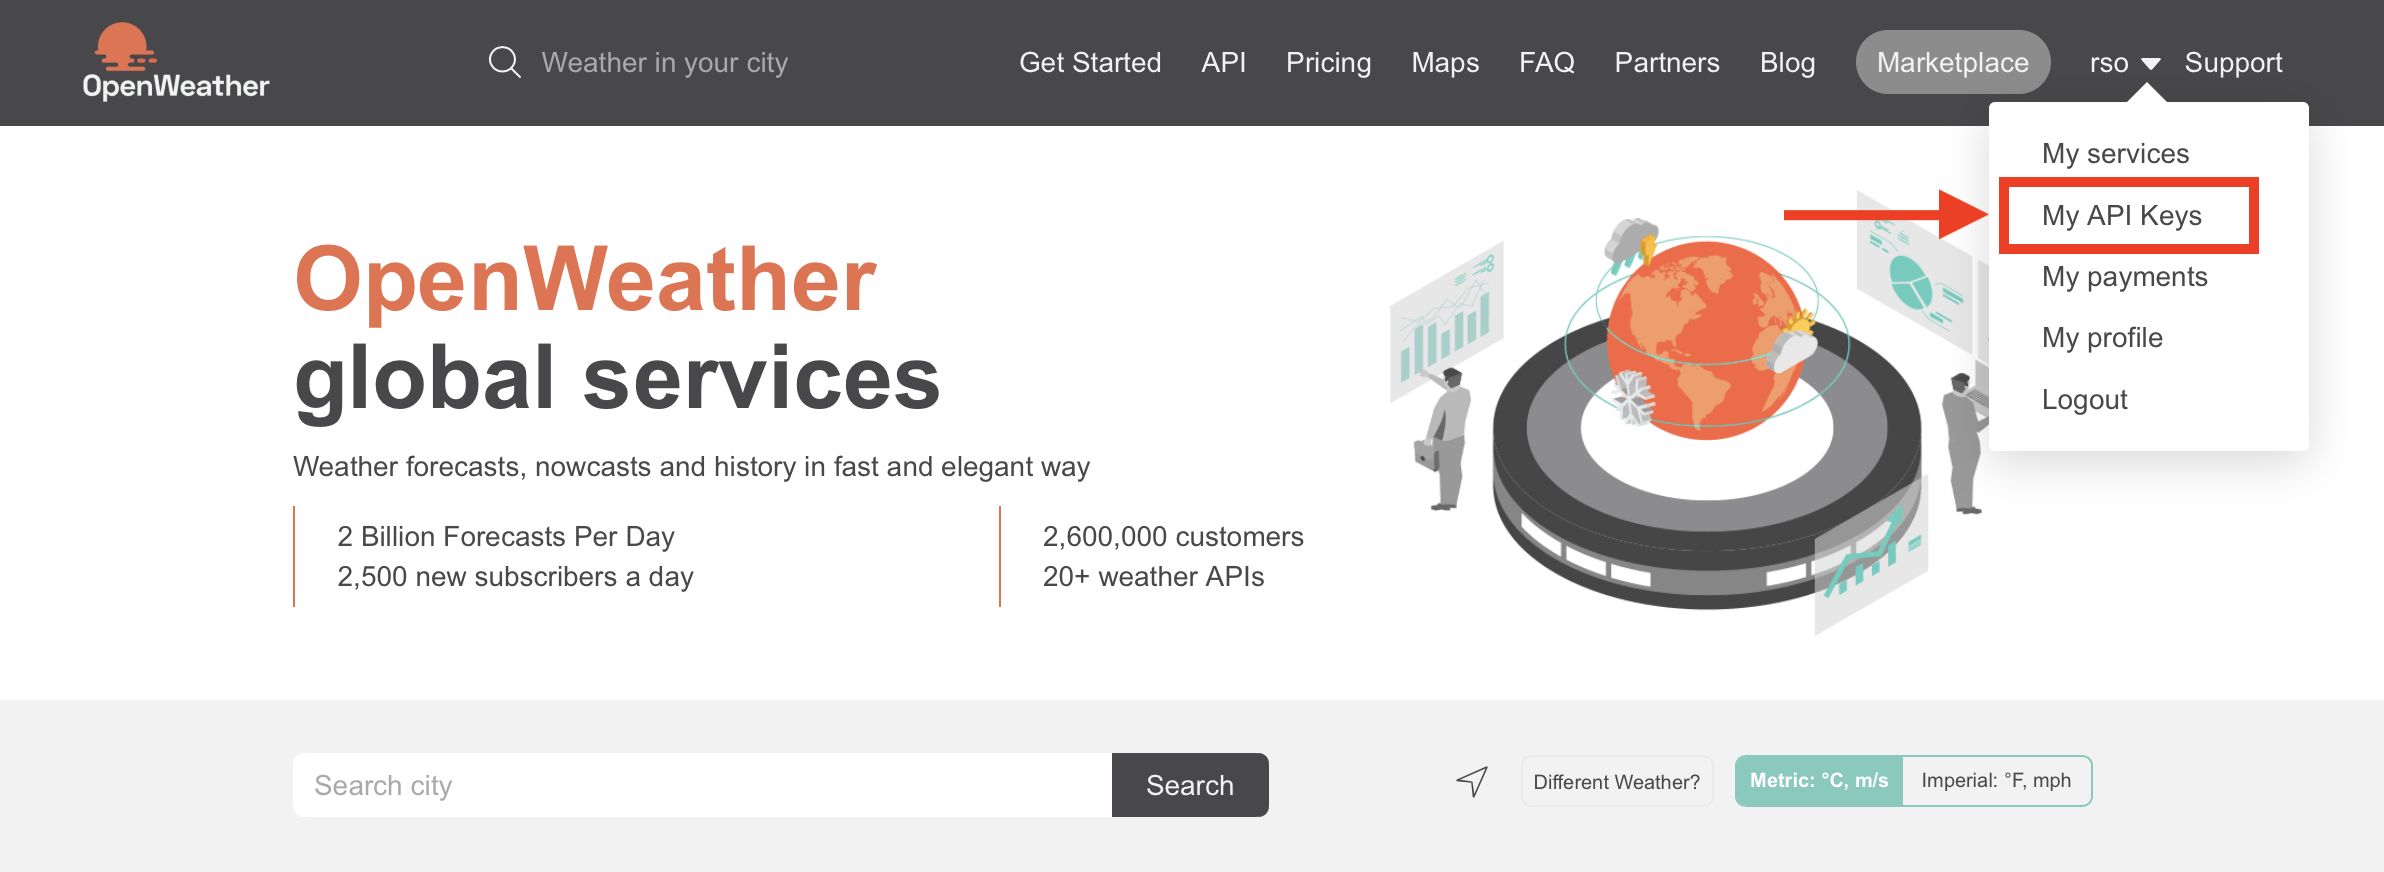 OpenWeather
Weather in your city
Get Started API Pricing Maps FAQ Partners Blog Marketplace rso Support
My services
My API Keys
My payments
My profile
Logout
OpenWeather
global services
Weather forecasts, nowcasts and history in fast and elegant way
2 Billion Forecasts Per Day
2,500 new subscribers a day
2,600,000 customers
20+ weather APIs
Search city
Search
Different Weather?
Metric: °C, m/s
Imperial: °F, mph